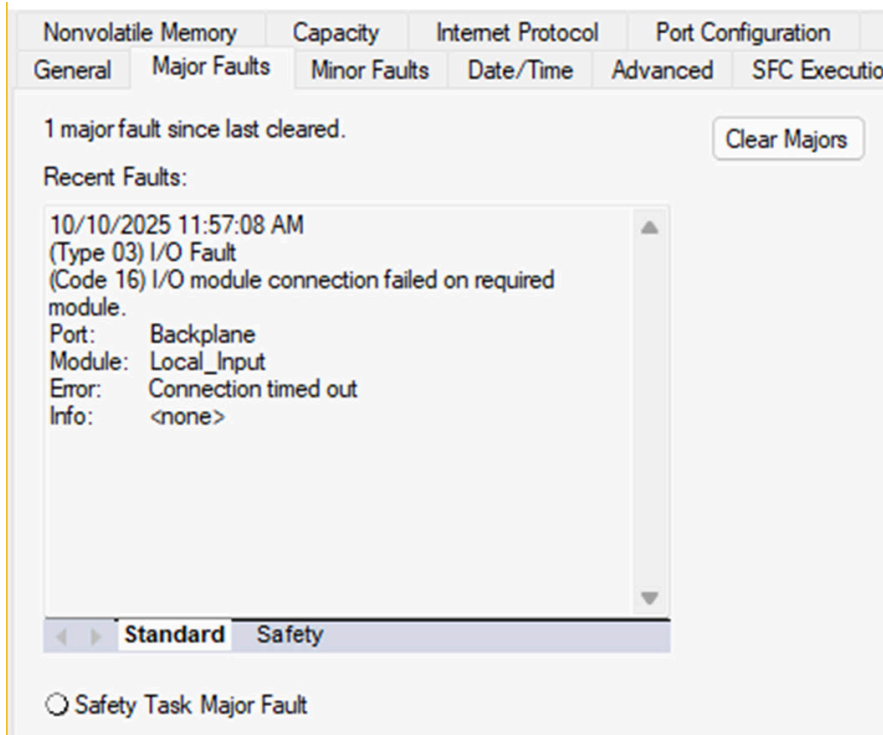 Nonvolatile Memory Capacity Internet Protocol Port Configuration
General Major Faults Minor Faults Date/Time Advanced SFC Executio
1 major fault since last cleared.
Clear Majors
Recent Faults:
10/10/2025 11:57:08 AM
(Type 03) I/O Fault
(Code 16) I/O module connection failed on required
module.
Port: Backplane
Module: Local_Input
Error: Connection timed out
Info: <none>
Standard Safety
Safety Task Major Fault